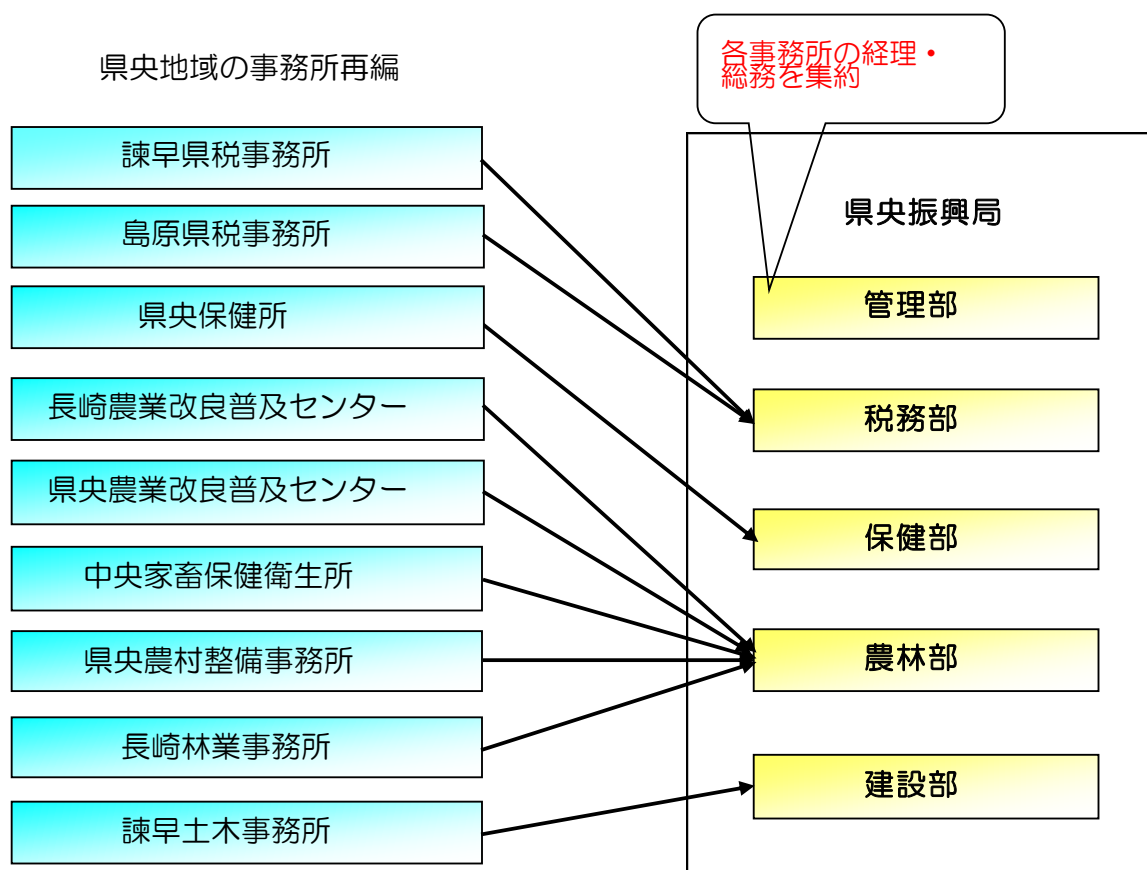 県央地域の事務所再編
各事務所の経理・
総務を集約
諫早県税事務所
島原県税事務所
県央保健所
長崎農業改良普及センター
県央農業改良普及センター
中央家畜保健衛生所
県央農村整備事務所
長崎林業事務所
諫早土木事務所
県央振興局
管理部
税務部
保健部
農林部
建設部